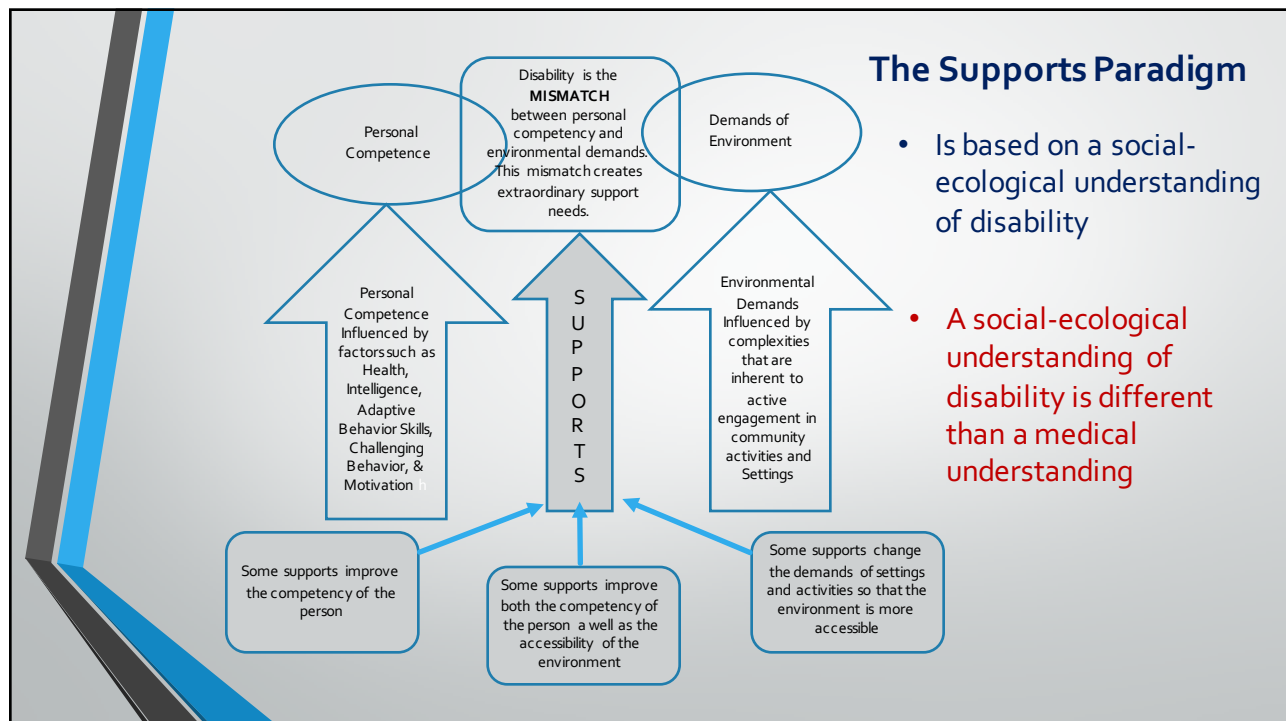 The Supports Paradigm
• Is based on a social-
ecological understanding
of disability
• A social-ecological
understanding of
disability is different
than a medical
understanding
Personal
Competence
Disability is the
MISMATCH
between personal
competency and
environmental demands.
This mismatch creates
extraordinary support
needs.
Demands of
Environment
Personal
Competence
Influenced by
factors such as
Health,
Intelligence,
Adaptive
Behavior Skills,
Challenging
Behavior, &
Motivation h
S
U
P
P
O
R
T
S
Environmental
Demands
Influenced by
complexities
that are
inherent to
active
engagement in
community
activities and
Settings
Some supports improve
the competency of the
person
Some supports improve
both the competency of
the person a well as the
accessibility of the
environment
Some supports change
the demands of settings
and activities so that the
environment is more
accessible